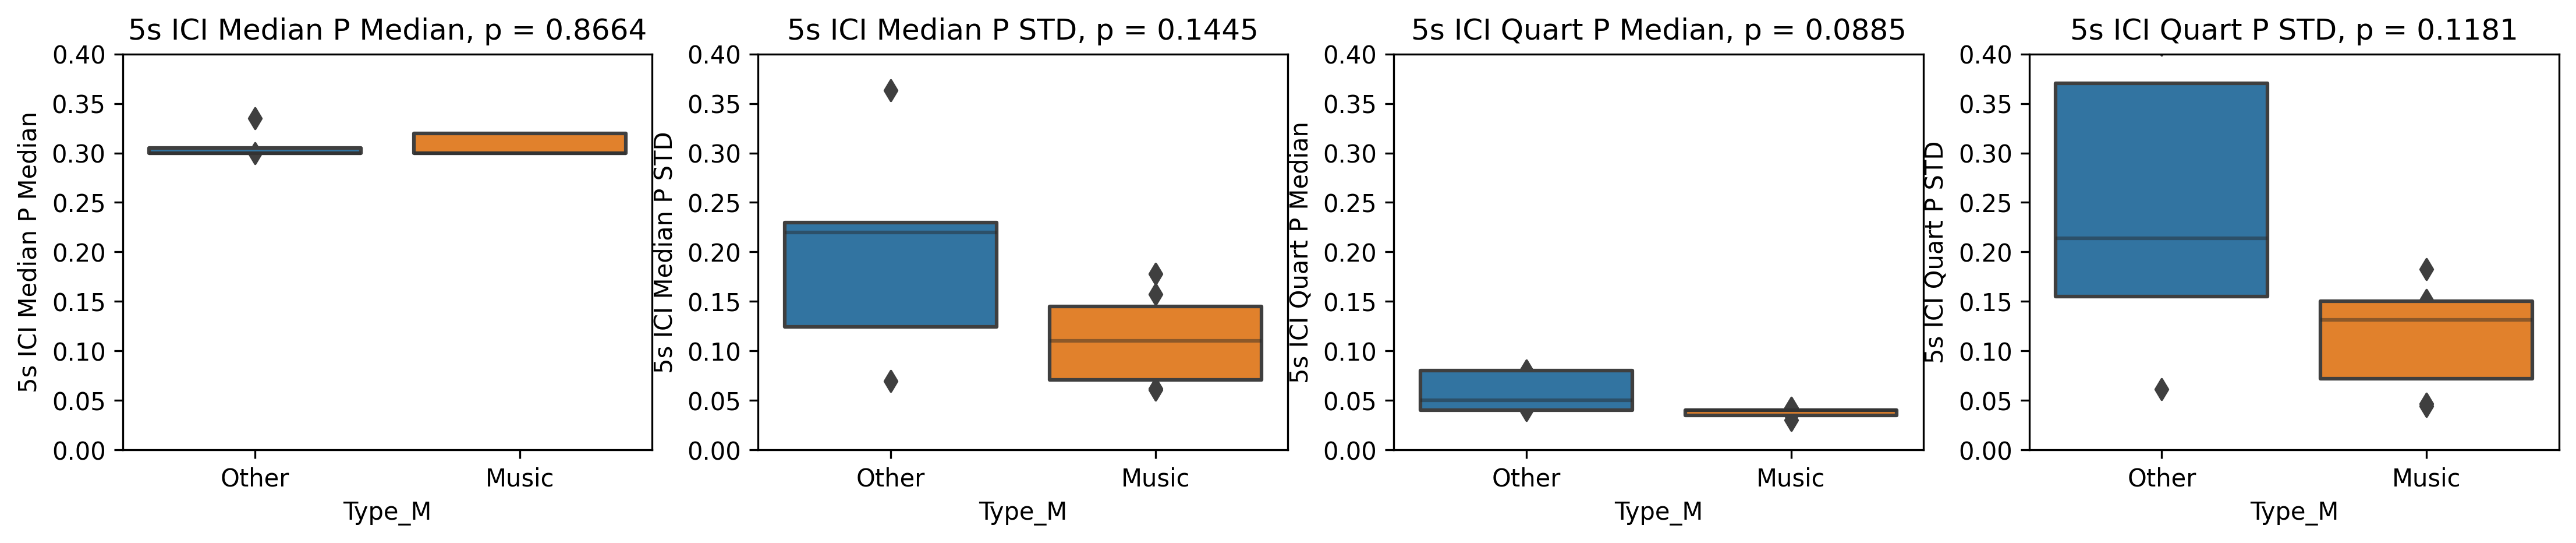 5s ICI Median P Median, p = 0.8664
5s ICI Median P Median
0.40
0.35
0.30
0.25
0.20
0.15
0.10
0.05
0.00
Other
Music
Type_M
5s ICI Median P STD, p = 0.1445
5s ICI Median P STD
0.40
0.35
0.30
0.25
0.20
0.15
0.10
0.05
0.00
Other
Music
Type_M
5s ICI Quart P Median, p = 0.0885
5s ICI Quart P Median
0.40
0.35
0.30
0.25
0.20
0.15
0.10
0.05
0.00
Other
Music
Type_M
5s ICI Quart P STD, p = 0.1181
5s ICI Quart P STD
0.40
0.35
0.30
0.25
0.20
0.15
0.10
0.05
0.00
Other
Music
Type_M